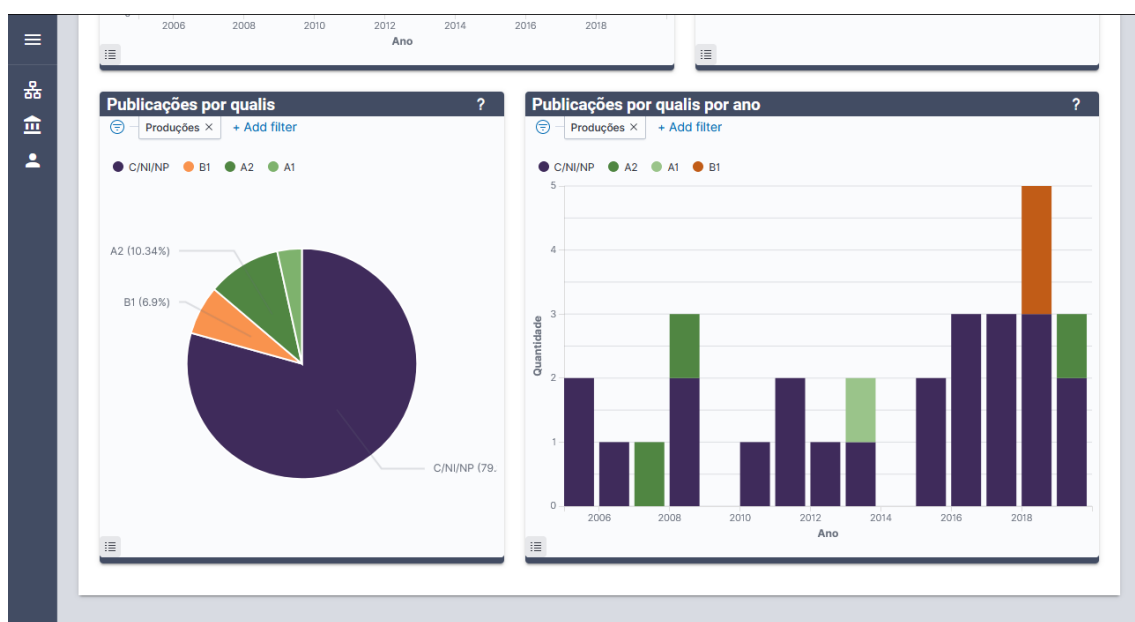 2006 2008 2010 2012 2014 2016 2018
Ano
Publicações por qualis ?
Produções × + Add filter
C/NI/NP B1 A2 A1
A2 (10.34%)
B1 (6.9%)
C/NI/NP (79.
Publicações por qualis por ano ?
Produções × + Add filter
C/NI/NP A2 A1 B1
5
4
3
2
1
0
Quantidade
2006 2008 2010 2012 2014 2016 2018
Ano